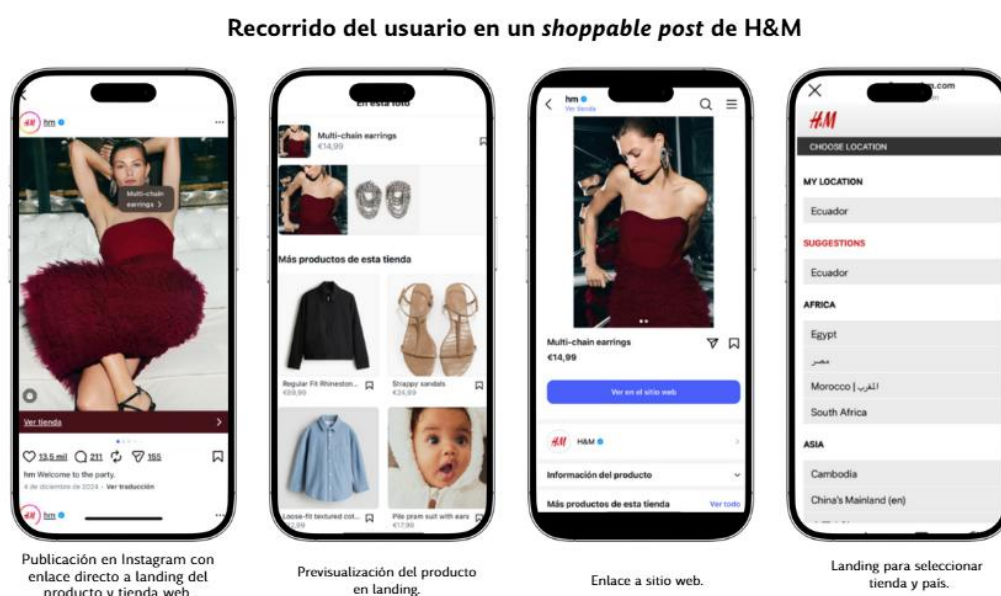 Recorrido del usuario en un shoppable post de H&M
H&M hm
Multi-chain
earrings >
Ver tienda
13,5 mil 211 155
hm Welcome to the party.
4 de diciembre de 2024 · Ver traducción
H&M hm
Publicación en Instagram con
enlace directo a landing del
producto y tienda web
En esta foto
Multi-chain earrings
€14,99
Más productos de esta tienda
Regular Fit Rhineston...
Strappy sandals
€24,99
Loose-fit textured cot...
Pile pram suit with ears
€17,99
Previsualización del producto
en landing.
hm
Ver tienda
Multi-chain earrings
€14,99
Ver en el sitio web
H&M H&M
Información del producto
Más productos de esta tienda Ver todo
Enlace a sitio web.
.com
H&M
CHOOSE LOCATION
MY LOCATION
Ecuador
SUGGESTIONS
Ecuador
AFRICA
Egypt
مصر
Morocco | المغرب
South Africa
ASIA
Cambodia
China's Mainland (en)
Landing para seleccionar
tienda y país.